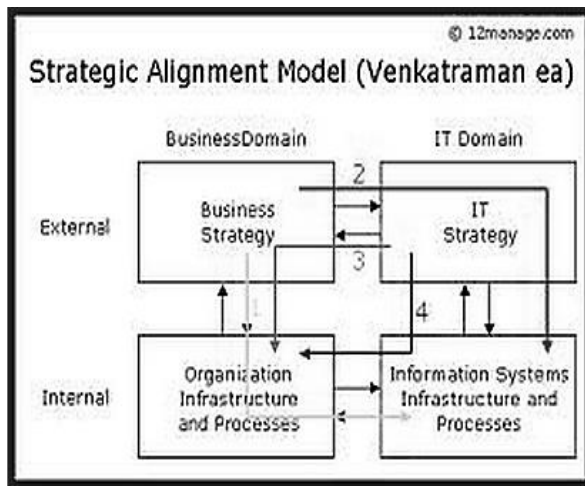 © 12manage.com
Strategic Alignment Model (Venkatraman ea)
BusinessDomain
IT Domain
2
External
Business
Strategy
IT
Strategy
3
1
4
Internal
Organization
Infrastructure
and Processes
Information Systems
Infrastructure and
Processes